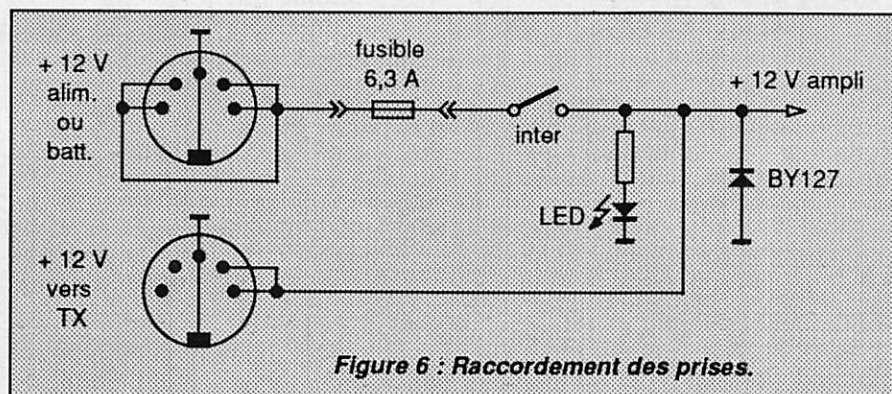 + 12 V
alim.
ou
batt.
fusible
6,3 A
inter
+ 12 V ampli
LED
BY127
+ 12 V
vers
TX
Figure 6 : Raccordement des prises.